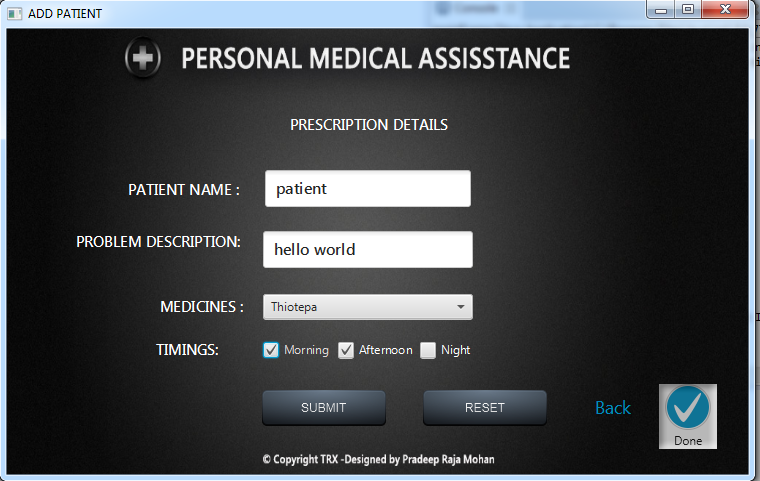 ADD PATIENT
Console
PERSONAL MEDICAL ASSISSTANCE
PRESCRIPTION DETAILS
PATIENT NAME : patient
PROBLEM DESCRIPTION: hello world
MEDICINES : Thiotepa
TIMINGS: Morning Afternoon Night
SUBMIT RESET Back
Done
© Copyright TRX -Designed by Pradeep Raja Mohan